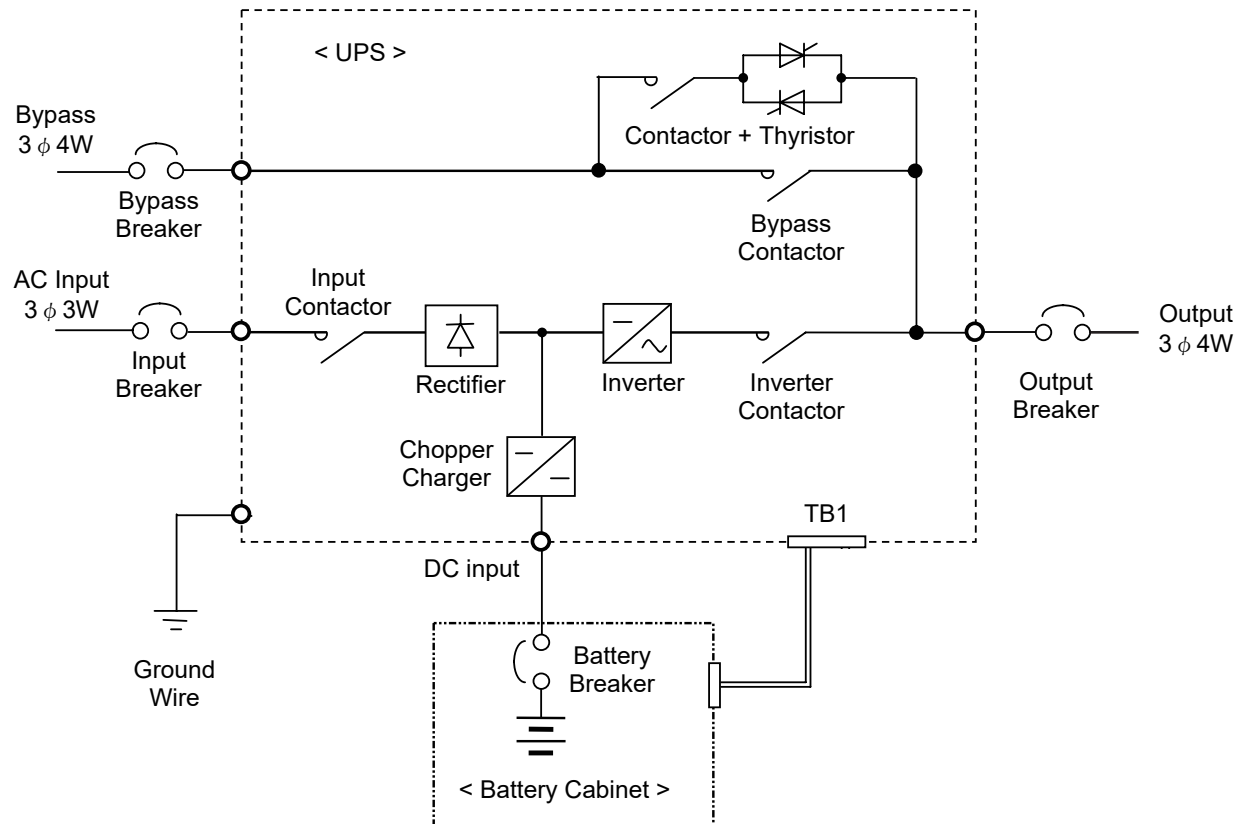 < UPS >
Contactor + Thyristor
Bypass
3 φ 4W
Bypass
Breaker
Bypass
Contactor
AC Input
3 φ 3W
Input
Breaker
Input
Contactor
Rectifier
Inverter
Inverter
Contactor
Output
3 φ 4W
Output
Breaker
Chopper
Charger
TB1
DC input
Ground
Wire
Battery
Breaker
< Battery Cabinet >